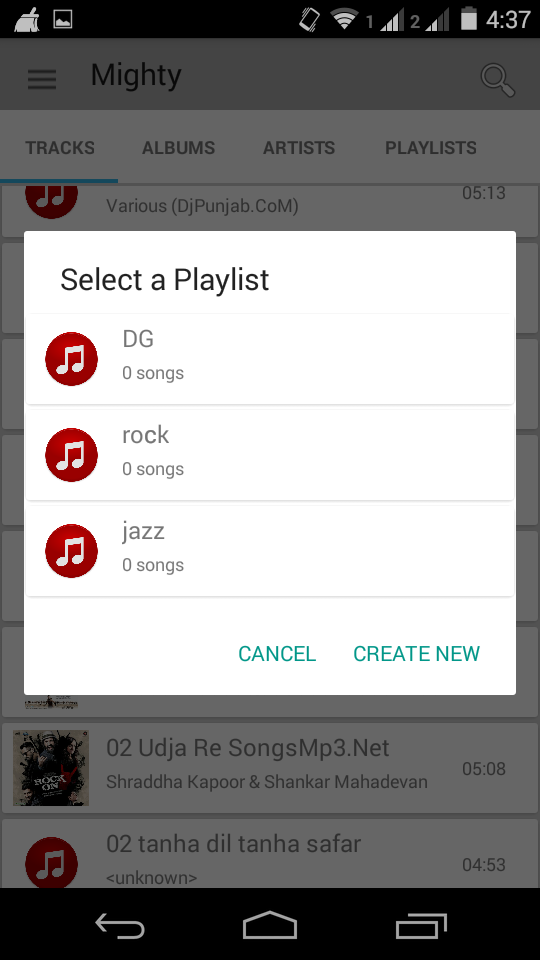 1 2 4:37
Mighty
TRACKS ALBUMS ARTISTS PLAYLISTS
05:13
Various (DjPunjab.CoM)
Select a Playlist
DG
0 songs
rock
0 songs
jazz
0 songs
CANCEL CREATE NEW
02 Udja Re SongsMp3.Net
Shraddha Kapoor & Shankar Mahadevan
05:08
ROCK
ON
02 tanha dil tanha safar
<unknown>
04:53